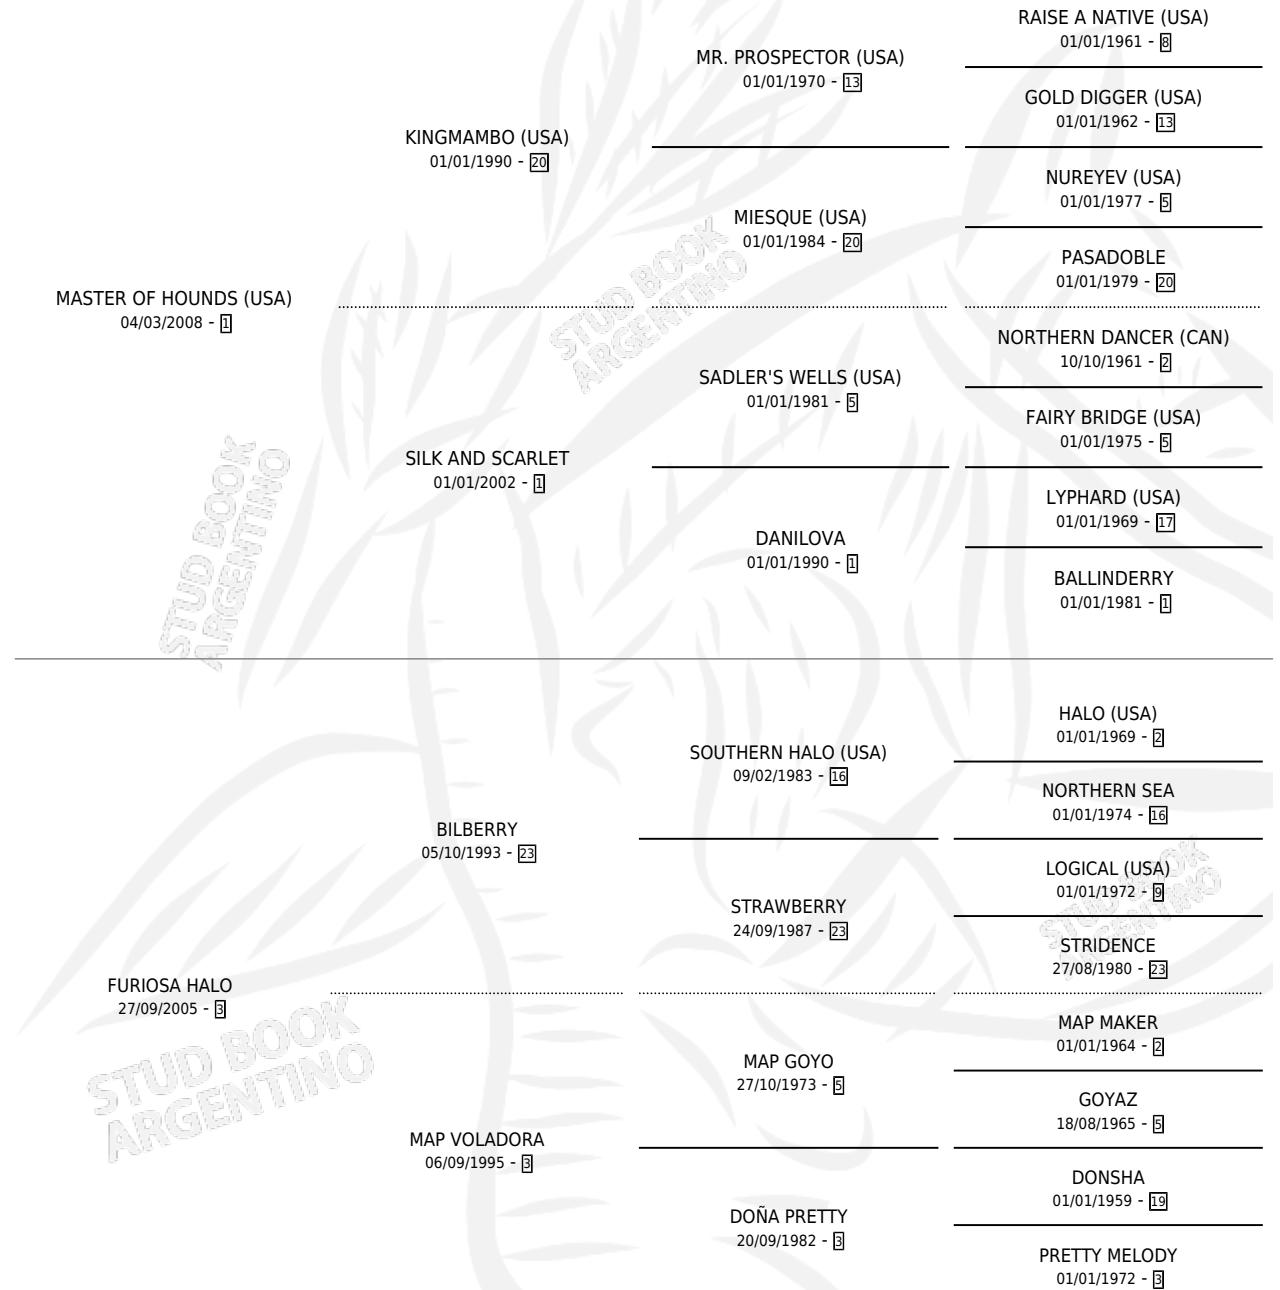 RAISE A NATIVE (USA)
01/01/1961 - 8
MR. PROSPECTOR (USA)
01/01/1970 - 13
GOLD DIGGER (USA)
01/01/1962 - 13
KINGMAMBO (USA)
01/01/1990 - 20
NUREYEV (USA)
01/01/1977 - 5
MIESQUE (USA)
01/01/1984 - 20
PASADOBLE
01/01/1979 - 20
MASTER OF HOUNDS (USA)
04/03/2008 - 1
NORTHERN DANCER (CAN)
10/10/1961 - 2
SADLER'S WELLS (USA)
01/01/1981 - 5
FAIRY BRIDGE (USA)
01/01/1975 - 5
SILK AND SCARLET
01/01/2002 - 1
LYPHARD (USA)
01/01/1969 - 17
DANILOVA
01/01/1990 - 1
BALLINDERRY
01/01/1981 - 1
HALO (USA)
01/01/1969 - 2
SOUTHERN HALO (USA)
09/02/1983 - 16
NORTHERN SEA
01/01/1974 - 16
BILBERRY
05/10/1993 - 23
LOGICAL (USA)
01/01/1972 - 9
STRAWBERRY
24/09/1987 - 23
STRIDENCE
27/08/1980 - 23
FURIOSA HALO
27/09/2005 - 3
MAP MAKER
01/01/1964 - 2
MAP GOYO
27/10/1973 - 5
GOYAZ
18/08/1965 - 5
MAP VOLADORA
06/09/1995 - 3
DONSHA
01/01/1959 - 19
DOÑA PRETTY
20/09/1982 - 3
PRETTY MELODY
01/01/1972 - 3
STUD BOOK
ARGENTINO
STUD BOOK
ARGENTINO
STUD BOOK
ARGENTINO
STUD BOOK
ARGENTINO